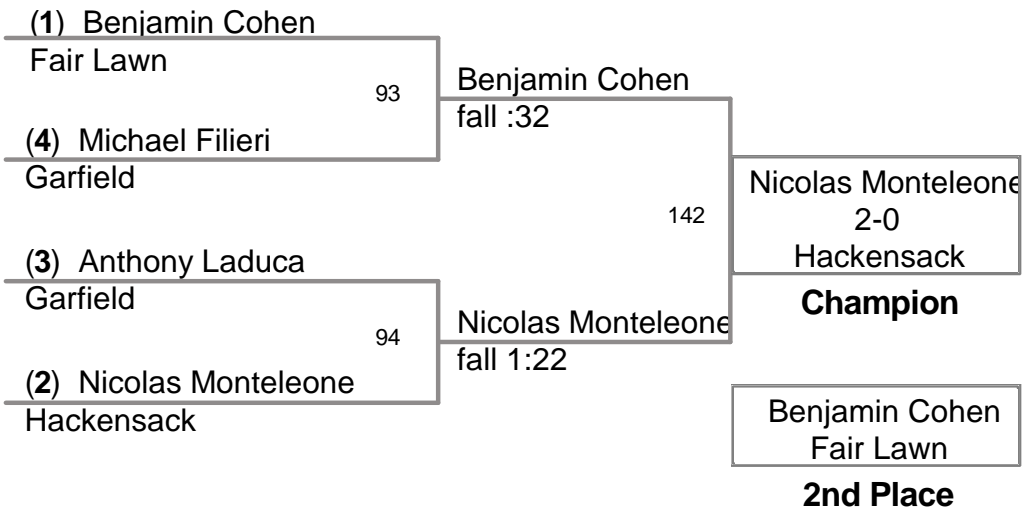 (1) Benjamin Cohen
Fair Lawn
93
(4) Michael Filieri
Garfield
(3) Anthony Laduca
Garfield
94
(2) Nicolas Monteleone
Hackensack
Benjamin Cohen
fall :32
142
Nicolas Monteleone
fall 1:22
Nicolas Monteleone
2-0
Hackensack
Champion
Benjamin Cohen
Fair Lawn
2nd Place